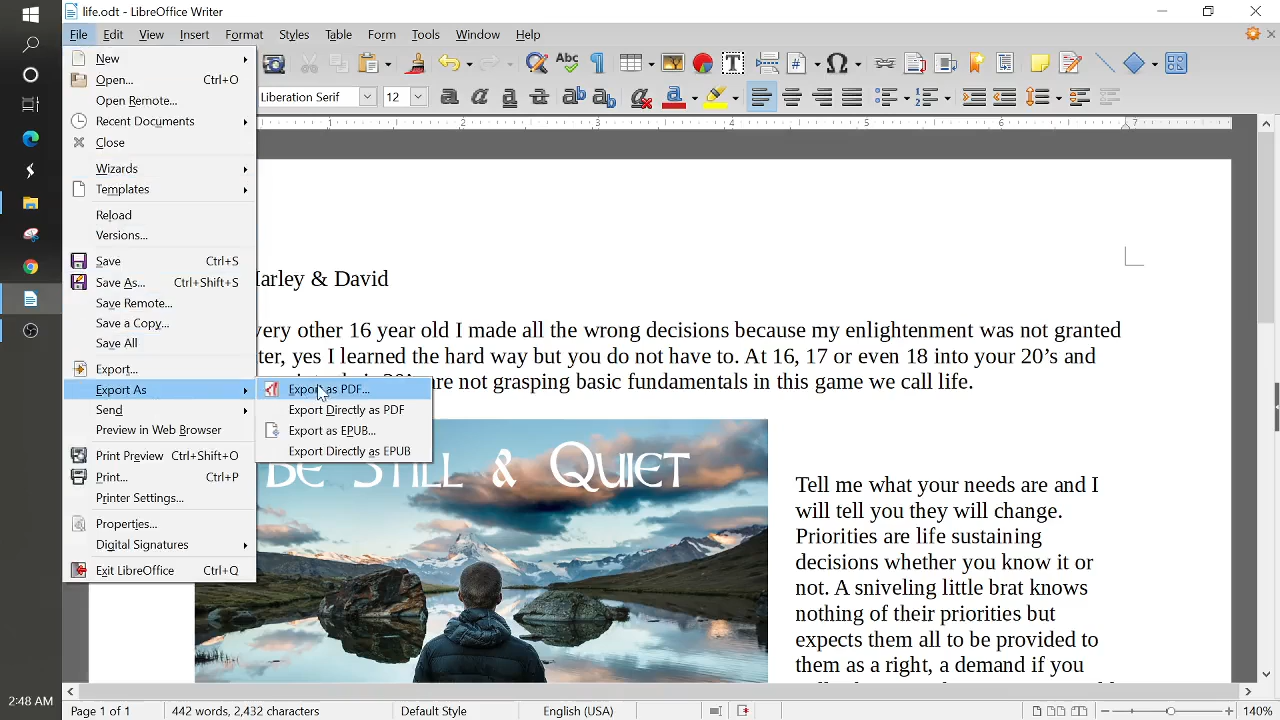 life.odt - LibreOffice Writer
File Edit View Insert Format Styles Table Form Tools Window Help
New
Open... Ctrl+O
Open Remote...
Recent Documents
Close
Wizards
Templates
Reload
Versions...
Save Ctrl+S
Save As... Ctrl+Shift+S
Save Remote...
Save a Copy...
Save All
Export...
Export As
Send
Preview in Web Browser
Print Preview Ctrl+Shift+O
Print... Ctrl+P
Printer Settings...
Properties...
Digital Signatures
Exit LibreOffice Ctrl+Q
Export as PDF...
Export Directly as PDF
Export as EPUB...
Export Directly as EPUB
Liberation Serif 12
1 2 3 4 5 6 7
& David
other 16 year old I made all the wrong decisions because my enlightenment was not granted
yes I learned the hard way but you do not have to. At 16, 17 or even 18 into your 20’s and
are not grasping basic fundamentals in this game we call life.
Be Still & Quiet
Tell me what your needs are and I
will tell you they will change.
Priorities are life sustaining
decisions whether you know it or
not. A sniveling little brat knows
nothing of their priorities but
expects them all to be provided to
them as a right, a demand if you
2:48 AM
Page 1 of 1 442 words, 2,432 characters Default Style English (USA) 140%